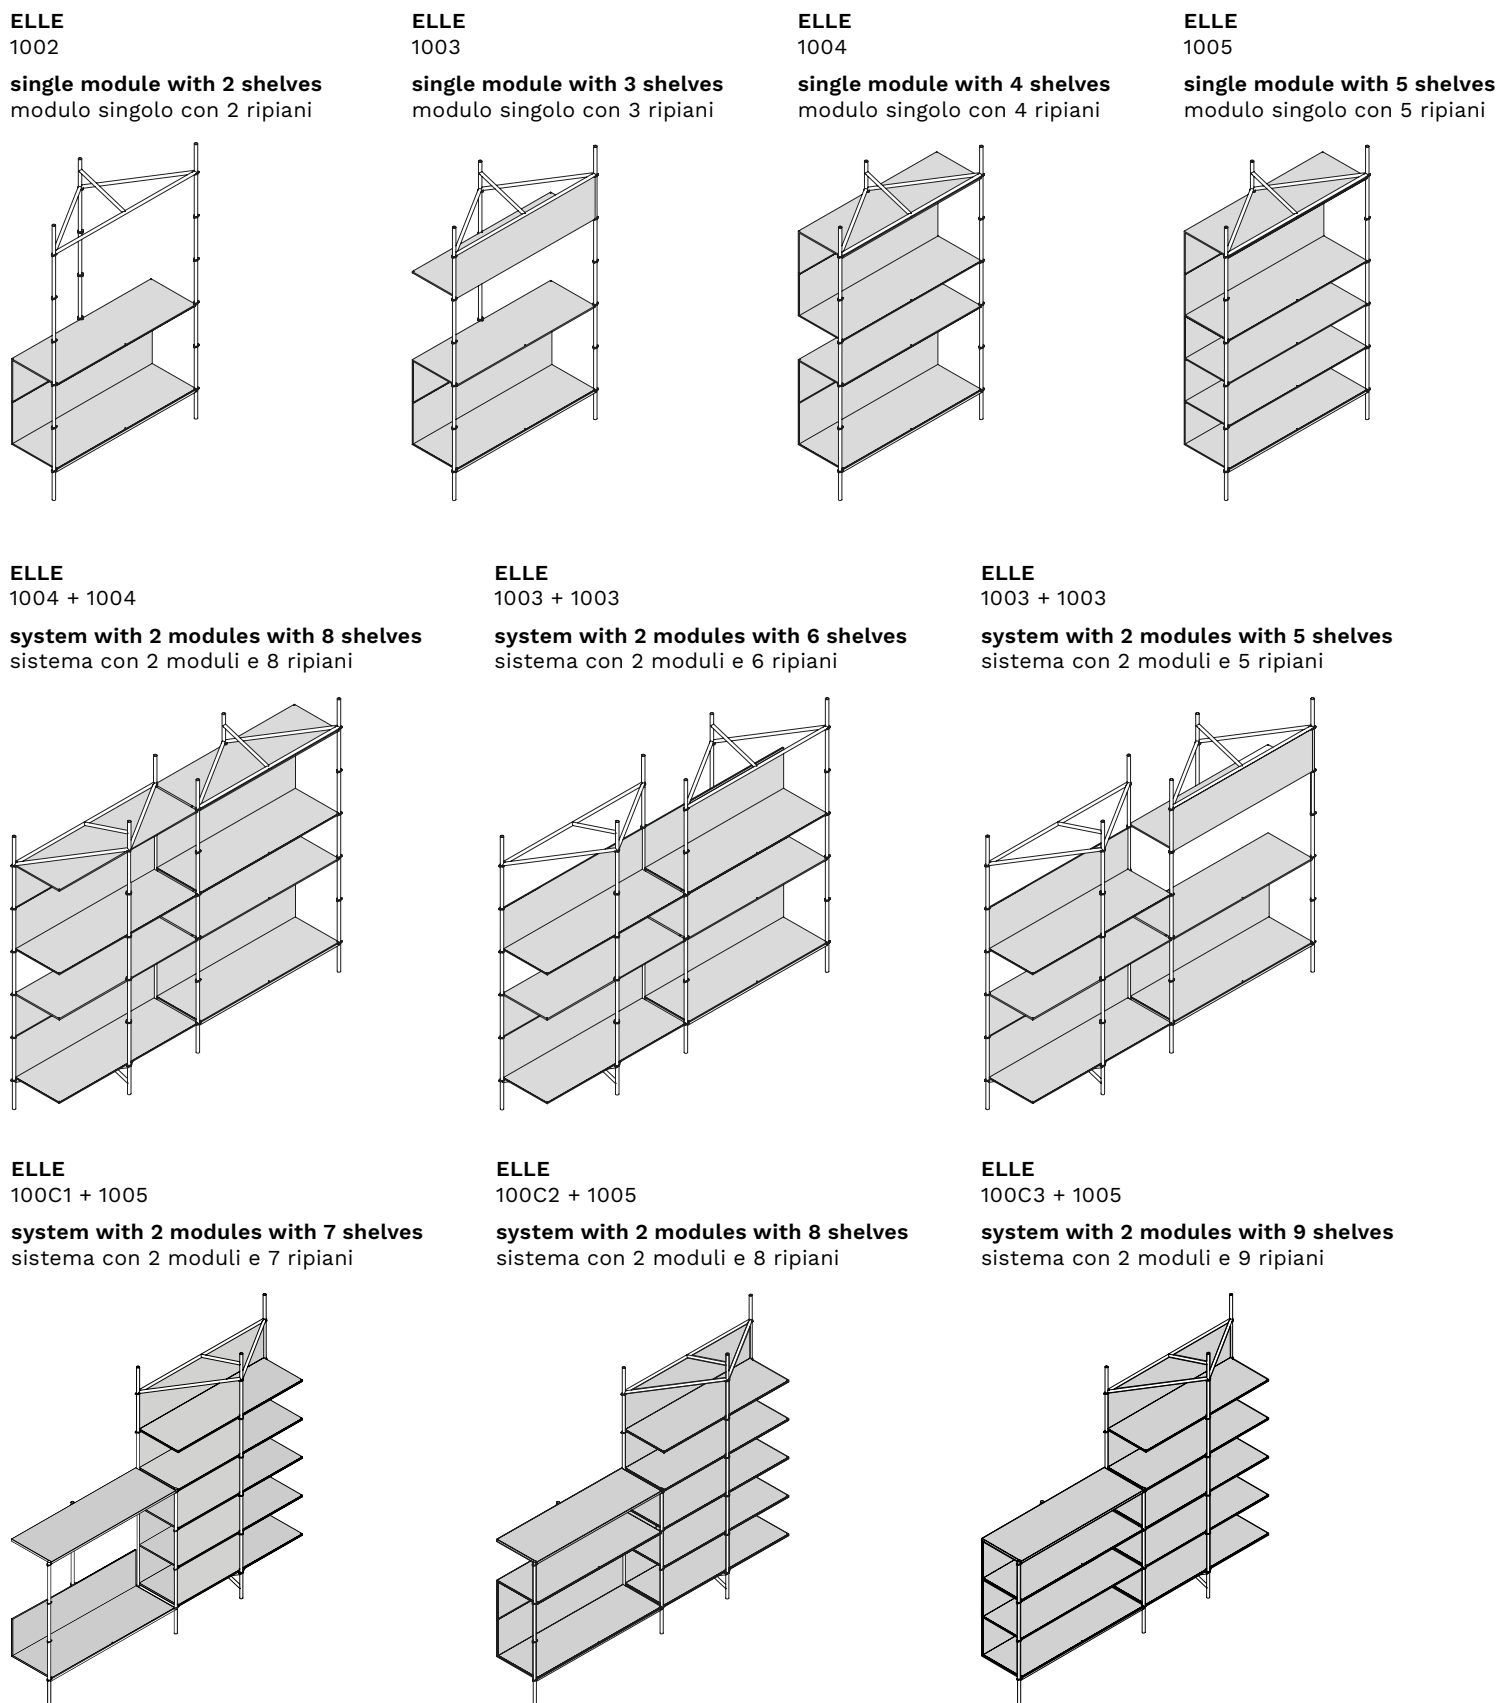 ELLE
1002
single module with 2 shelves
modulo singolo con 2 ripiani
ELLE
1003
single module with 3 shelves
modulo singolo con 3 ripiani
ELLE
1004
single module with 4 shelves
modulo singolo con 4 ripiani
ELLE
1005
single module with 5 shelves
modulo singolo con 5 ripiani
ELLE
1004 + 1004
system with 2 modules with 8 shelves
sistema con 2 moduli e 8 ripiani
ELLE
1003 + 1003
system with 2 modules with 6 shelves
sistema con 2 moduli e 6 ripiani
ELLE
1003 + 1003
system with 2 modules with 5 shelves
sistema con 2 moduli e 5 ripiani
ELLE
100C1 + 1005
system with 2 modules with 7 shelves
sistema con 2 moduli e 7 ripiani
ELLE
100C2 + 1005
system with 2 modules with 8 shelves
sistema con 2 moduli e 8 ripiani
ELLE
100C3 + 1005
system with 2 modules with 9 shelves
sistema con 2 moduli e 9 ripiani